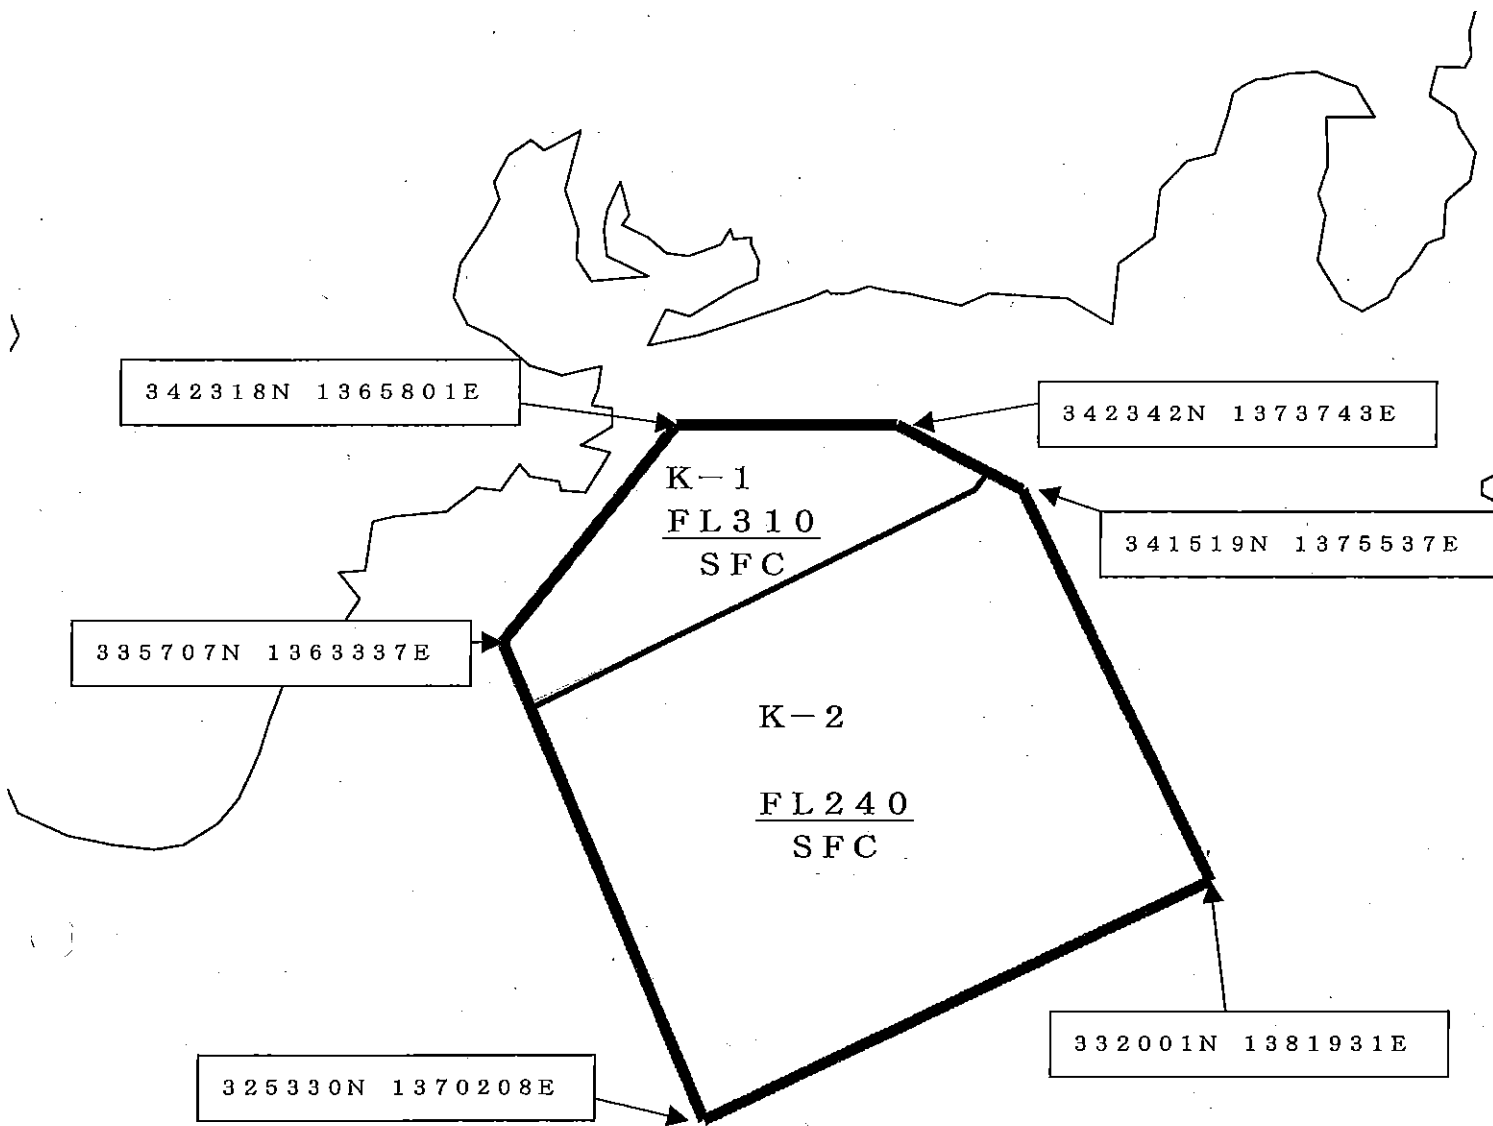 342318N 1365801E
342342N 1373743E
K-1
FL310
SFC
341519N 1375537E
335707N 1363337E
K-2
FL240
SFC
332001N 1381931E
325330N 1370208E